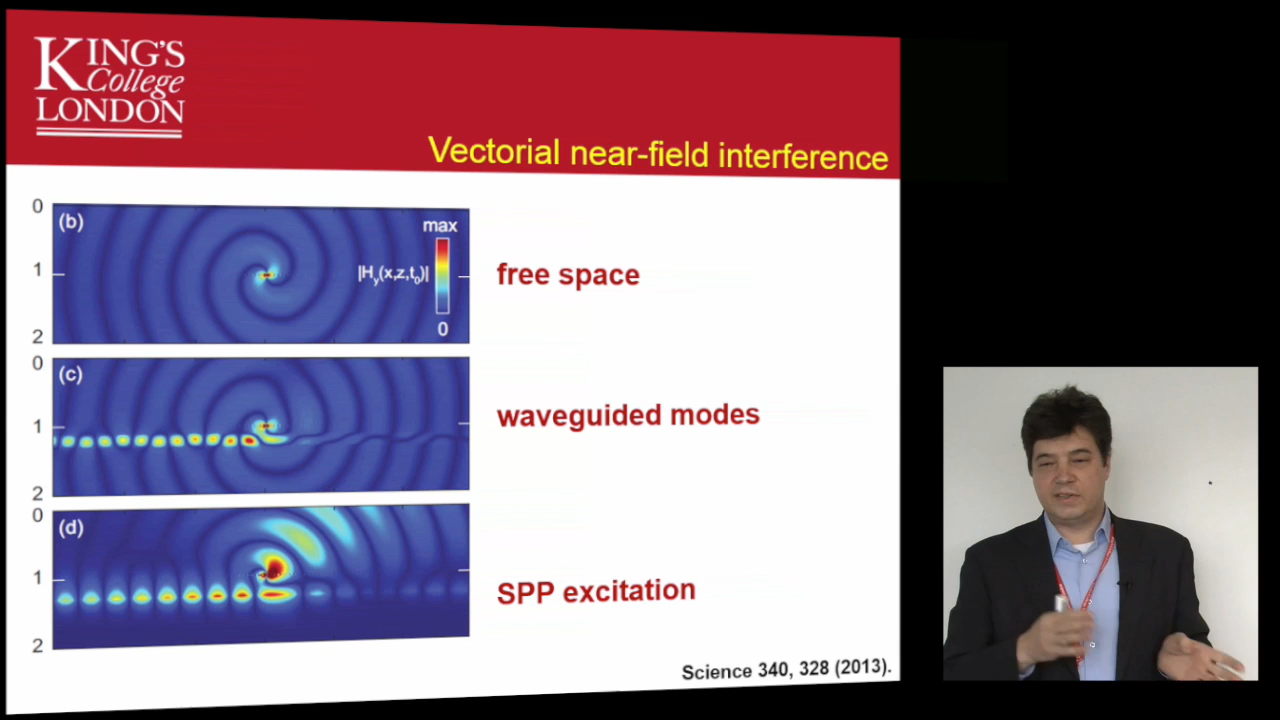 KING'S
College
LONDON
Vectorial near-field interference
0
(b)
max
1
|Hy(x,z,t0)|
free space
2
0
0
(c)
1
waveguided modes
2
0
(d)
1
SPP excitation
2
Science 340, 328 (2013).